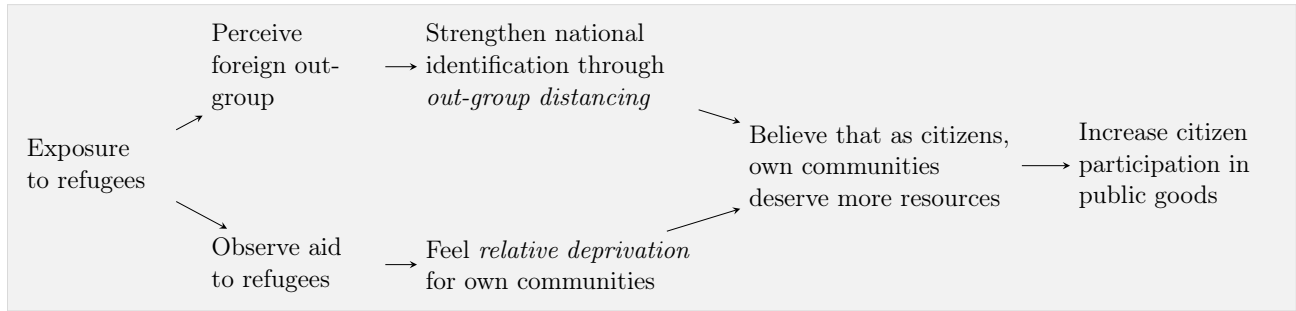 Exposure
to refugees
Perceive
foreign out-
group
Strengthen national
identification through
out-group distancing
Observe aid
to refugees
Feel relative deprivation
for own communities
Believe that as citizens,
own communities
deserve more resources
Increase citizen
participation in
public goods